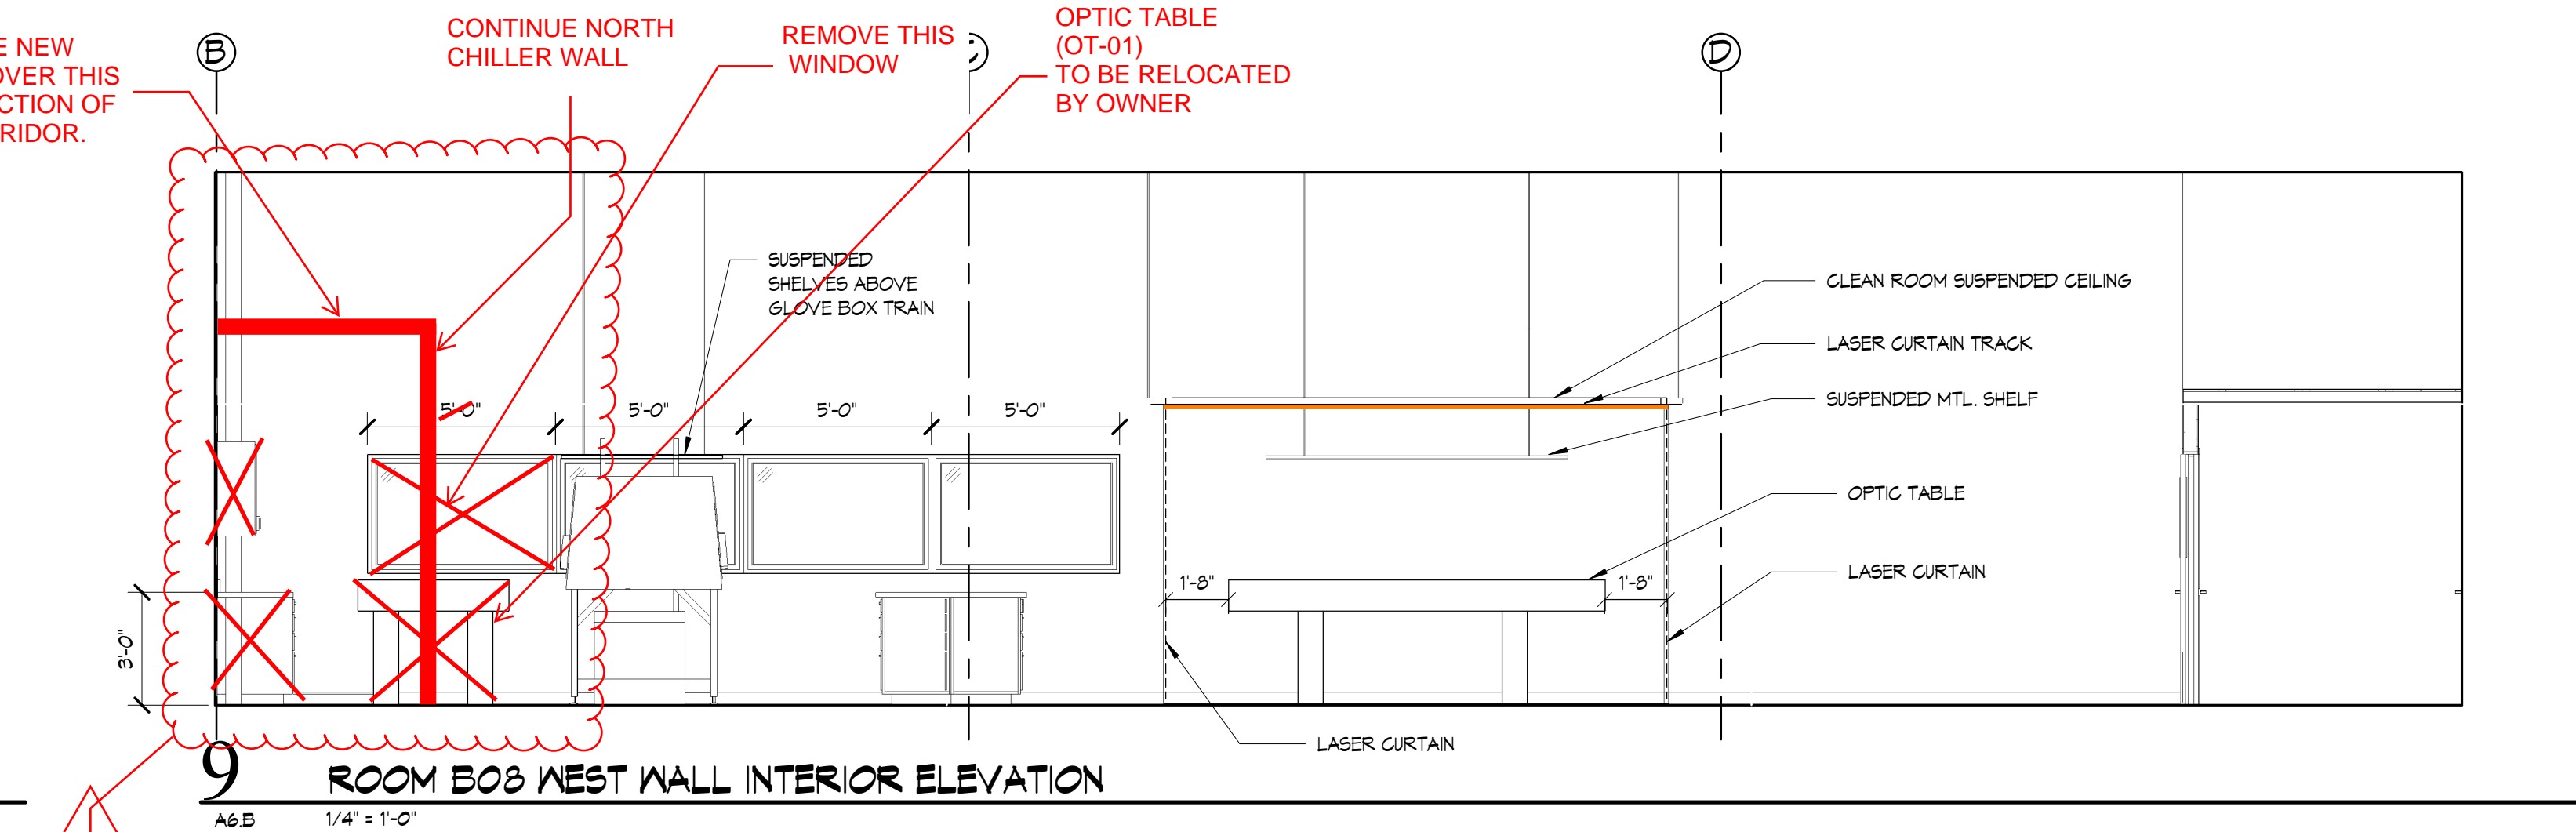 E NEW
OVER THIS
CTION OF
RIDOR.
B
CONTINUE NORTH
CHILLER WALL
REMOVE THIS
WINDOW
OPTIC TABLE
(OT-01)
TO BE RELOCATED
BY OWNER
D
SUSPENDED
SHELVES ABOVE
GLOVE BOX TRAIN
CLEAN ROOM SUSPENDED CEILING
LASER CURTAIN TRACK
SUSPENDED MTL. SHELF
5'-0" 5'-0" 5'-0" 5'-0"
OPTIC TABLE
LASER CURTAIN
1'-8" 1'-8"
3'-0"
LASER CURTAIN
9 ROOM B08 WEST WALL INTERIOR ELEVATION
A6.B 1/4" = 1'-0"